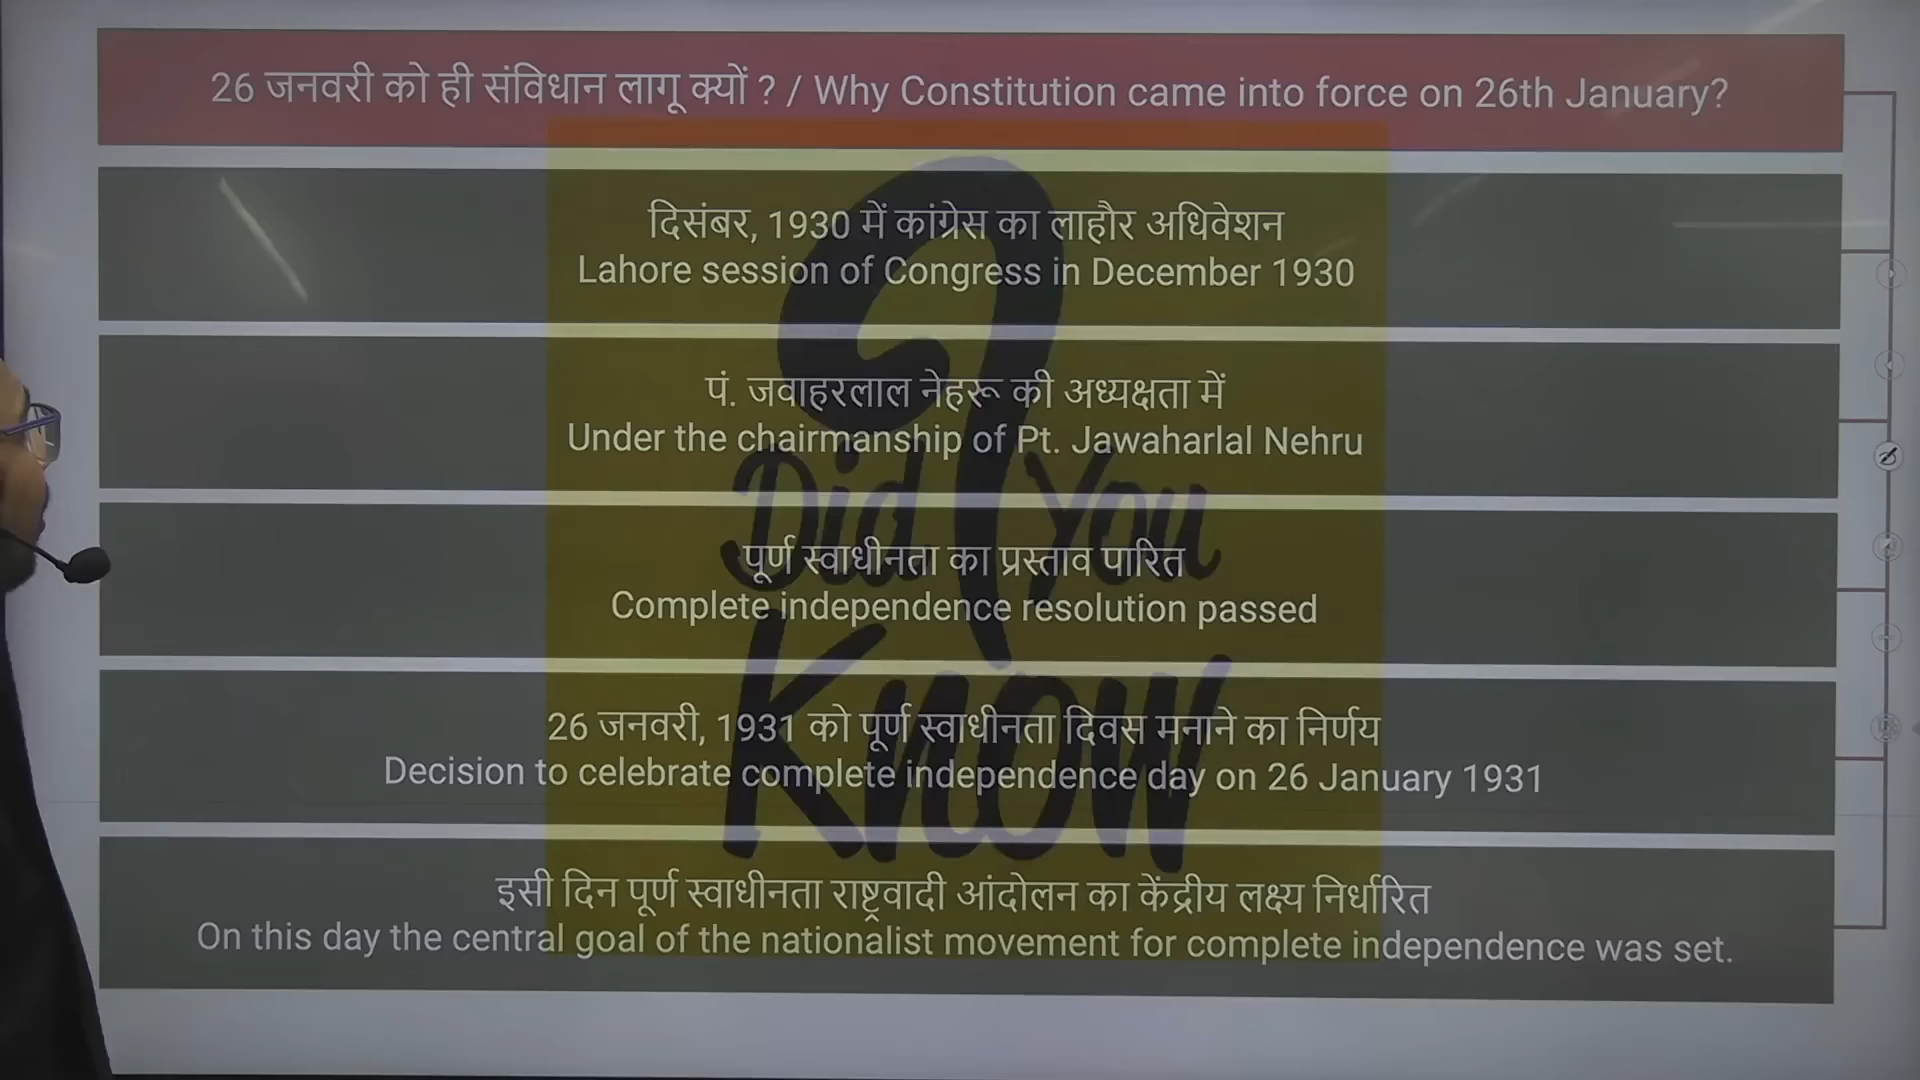 26 जनवरी को ही संविधान लागू क्यों ? / Why Constitution came into force on 26th January?
दिसंबर, 1930 में कांग्रेस का लाहौर अधिवेशन
Lahore session of Congress in December 1930
पं. जवाहरलाल नेहरू की अध्यक्षता में
Under the chairmanship of Pt. Jawaharlal Nehru
पूर्ण स्वाधीनता का प्रस्ताव पारित
Complete independence resolution passed
26 जनवरी, 1931 को पूर्ण स्वाधीनता दिवस मनाने का निर्णय
Decision to celebrate complete independence day on 26 January 1931
इसी दिन पूर्ण स्वाधीनता राष्ट्रवादी आंदोलन का केंद्रीय लक्ष्य निर्धारित
On this day the central goal of the nationalist movement for complete independence was set.
Did You
Know